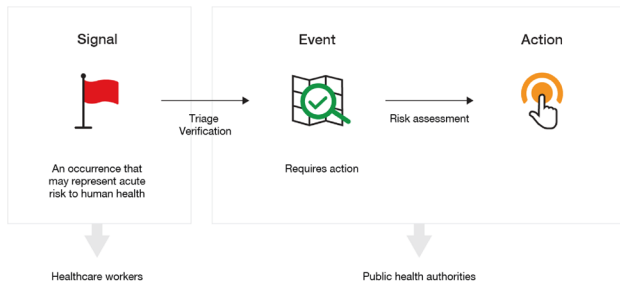 Signal
Event
Action
Triage
Verification
Risk assessment
An occurrence that
may represent acute
risk to human health
Requires action
Healthcare workers
Public health authorities